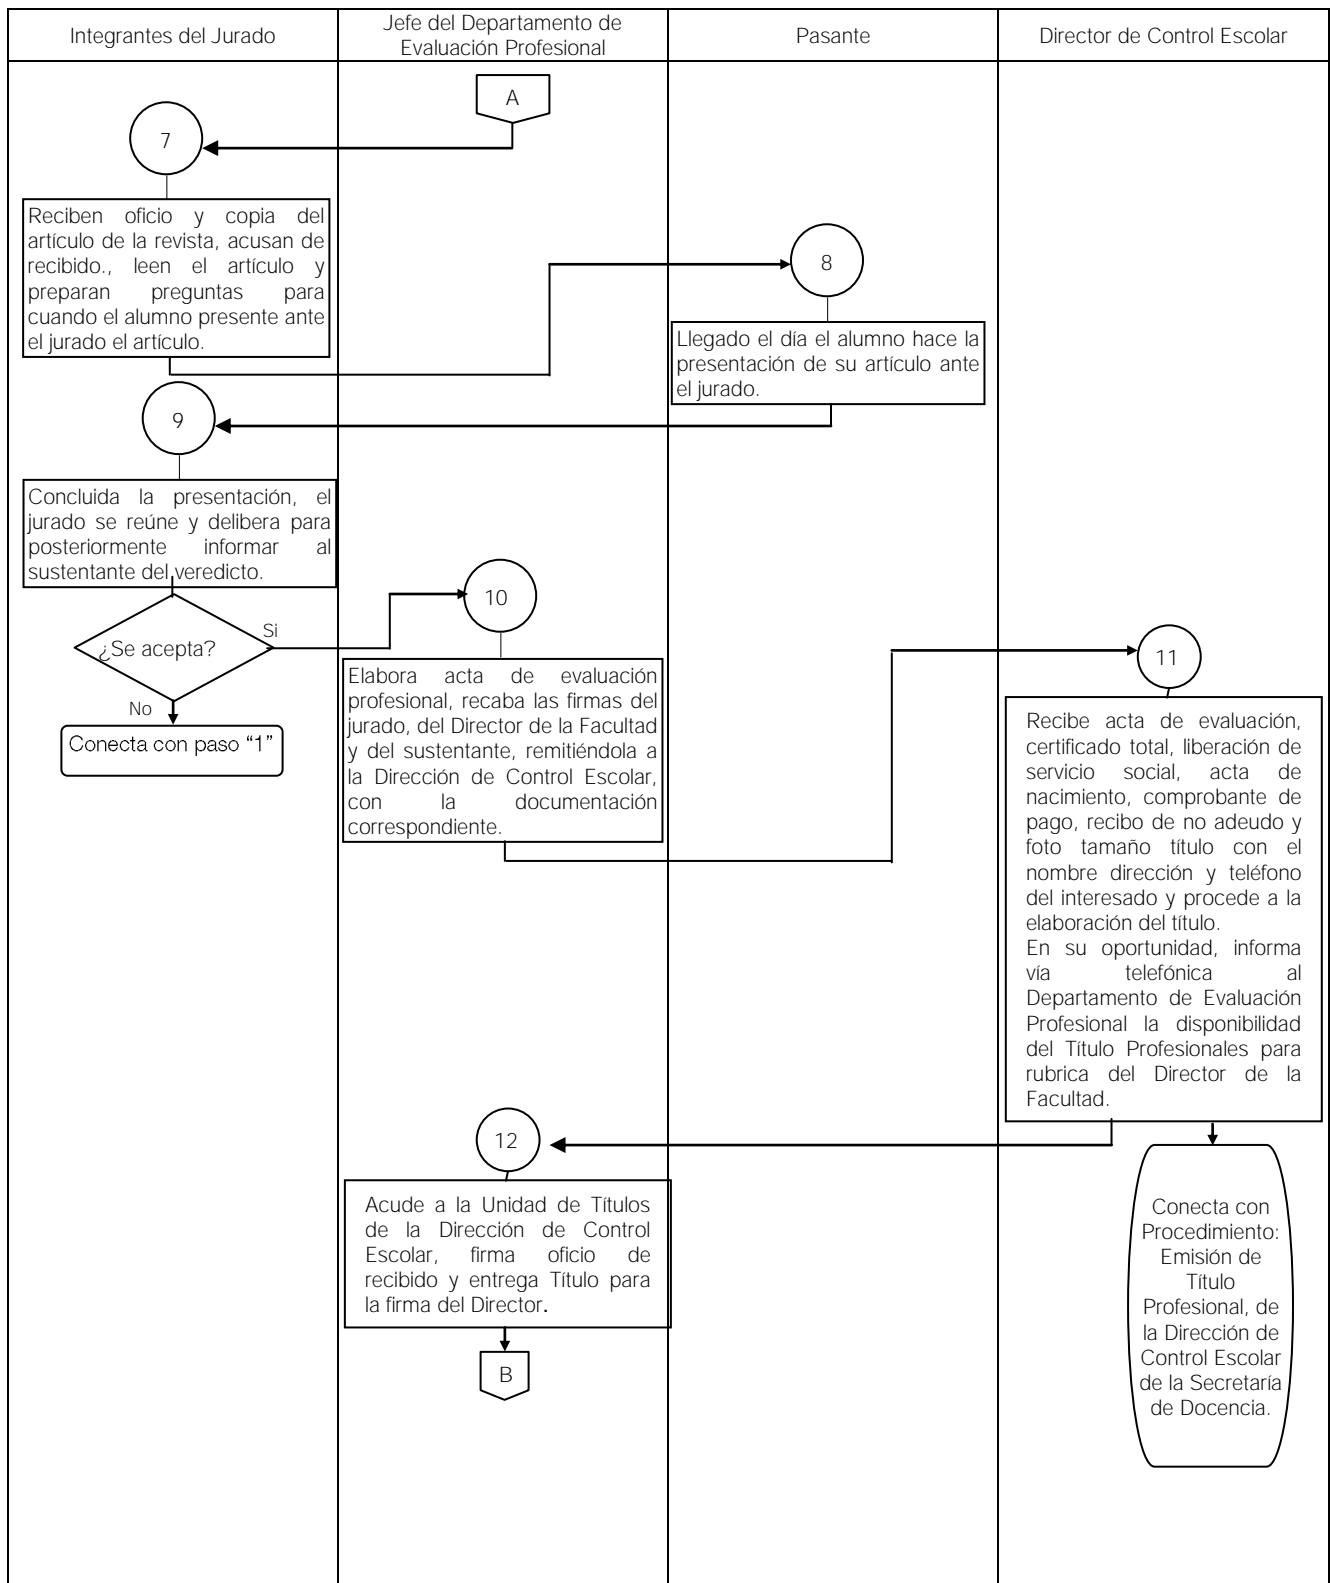 Integrantes del Jurado
Jefe del Departamento de
Evaluación Profesional
Pasante
Director de Control Escolar
A
7
Reciben oficio y copia del
artículo de la revista, acusan de
recibido., leen el artículo y
preparan preguntas para
cuando el alumno presente ante
el jurado el artículo.
8
Llegado el día el alumno hace la
presentación de su artículo ante
el jurado.
9
Concluida la presentación, el
jurado se reúne y delibera para
posteriormente informar al
sustentante del veredicto.
¿Se acepta?
Si
No
Conecta con paso “1”
10
Elabora acta de evaluación
profesional, recaba las firmas del
jurado, del Director de la Facultad
y del sustentante, remitiéndola a
la Dirección de Control Escolar,
con la documentación
correspondiente.
11
Recibe acta de evaluación,
certificado total, liberación de
servicio social, acta de
nacimiento, comprobante de
pago, recibo de no adeudo y
foto tamaño título con el
nombre dirección y teléfono
del interesado y procede a la
elaboración del título.
En su oportunidad, informa
vía telefónica al
Departamento de Evaluación
Profesional la disponibilidad
del Título Profesionales para
rubrica del Director de la
Facultad.
12
Acude a la Unidad de Títulos
de la Dirección de Control
Escolar, firma oficio de
recibido y entrega Título para
la firma del Director.
B
Conecta con
Procedimiento:
Emisión de
Título
Profesional, de
la Dirección de
Control Escolar
de la Secretaría
de Docencia.